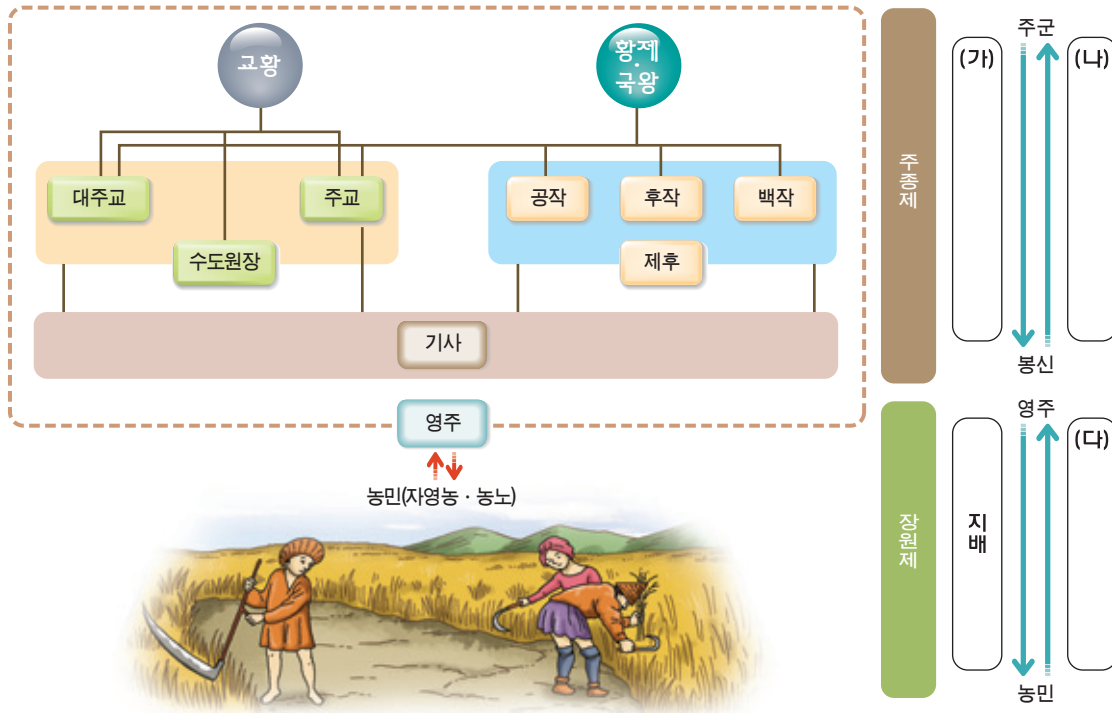 교황
황제·
국왕
대주교
주교
수도원장
공작
후작
백작
제후
기사
영주
농민(자영농 · 농노)
주종제
주군
(가)
(나)
봉신
장원제
영주
지배
(다)
농민